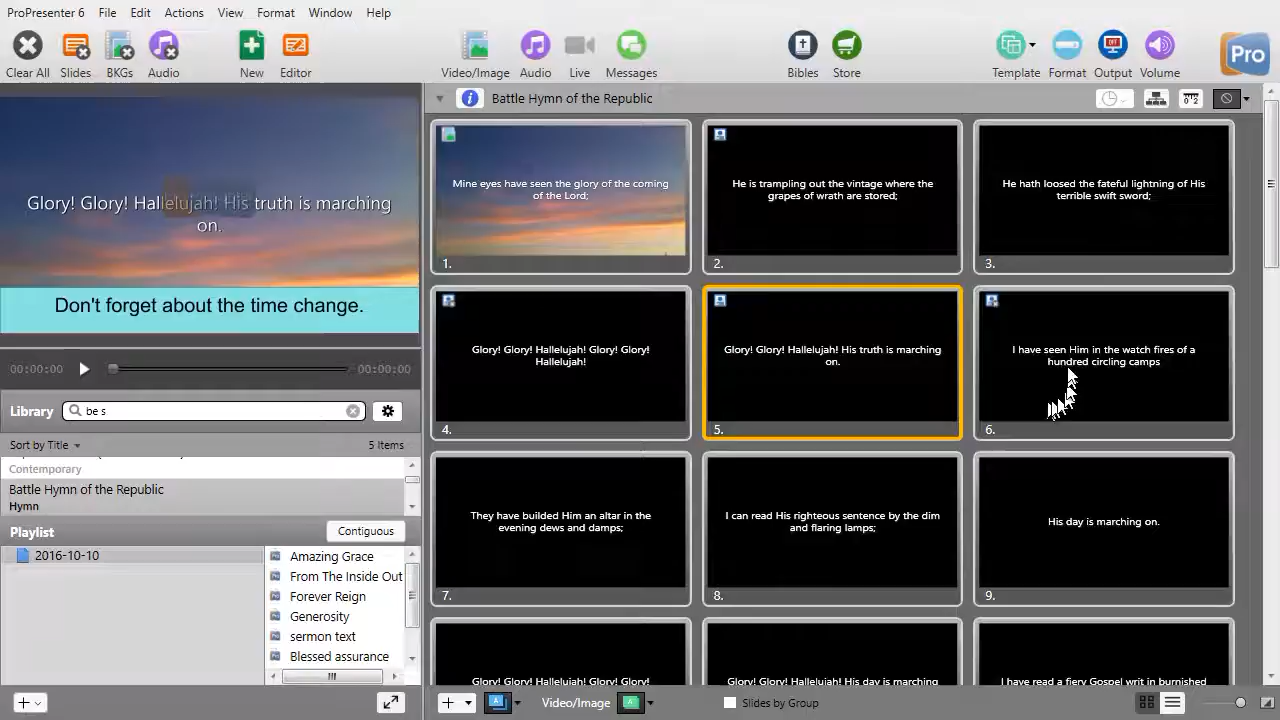 ProPresenter 6 File Edit Actions View Format Window Help
Clear All Slides BKGs Audio New Editor Video/Image Audio Live Messages Bibles Store Template Format Output Volume Pro
Battle Hymn of the Republic
Glory! Glory! Hallelujah! His truth is marching
on.
Don't forget about the time change.
00:00:00 00:00:00
Library be s
Sort by Title 5 Items
Contemporary
Battle Hymn of the Republic
Hymn
Playlist Contiguous
2016-10-10
Amazing Grace
From The Inside Out
Forever Reign
Generosity
sermon text
Blessed assurance
Mine eyes have seen the glory of the coming
of the Lord;
1.
He is trampling out the vintage where the
grapes of wrath are stored;
2.
He hath loosed the fateful lightning of His
terrible swift sword;
3.
Glory! Glory! Hallelujah! Glory! Glory!
Hallelujah!
4.
Glory! Glory! Hallelujah! His truth is marching
on.
5.
I have seen Him in the watch fires of a
hundred circling camps
6.
They have builded Him an altar in the
evening dews and damps;
7.
I can read His righteous sentence by the dim
and flaring lamps;
8.
His day is marching on.
9.
Glory! Glory! Hallelujah! Glory! Glory!
Glory! Glory! Hallelujah! His day is marching
I have read a fiery Gospel writ in burnished
Video/Image Slides by Group